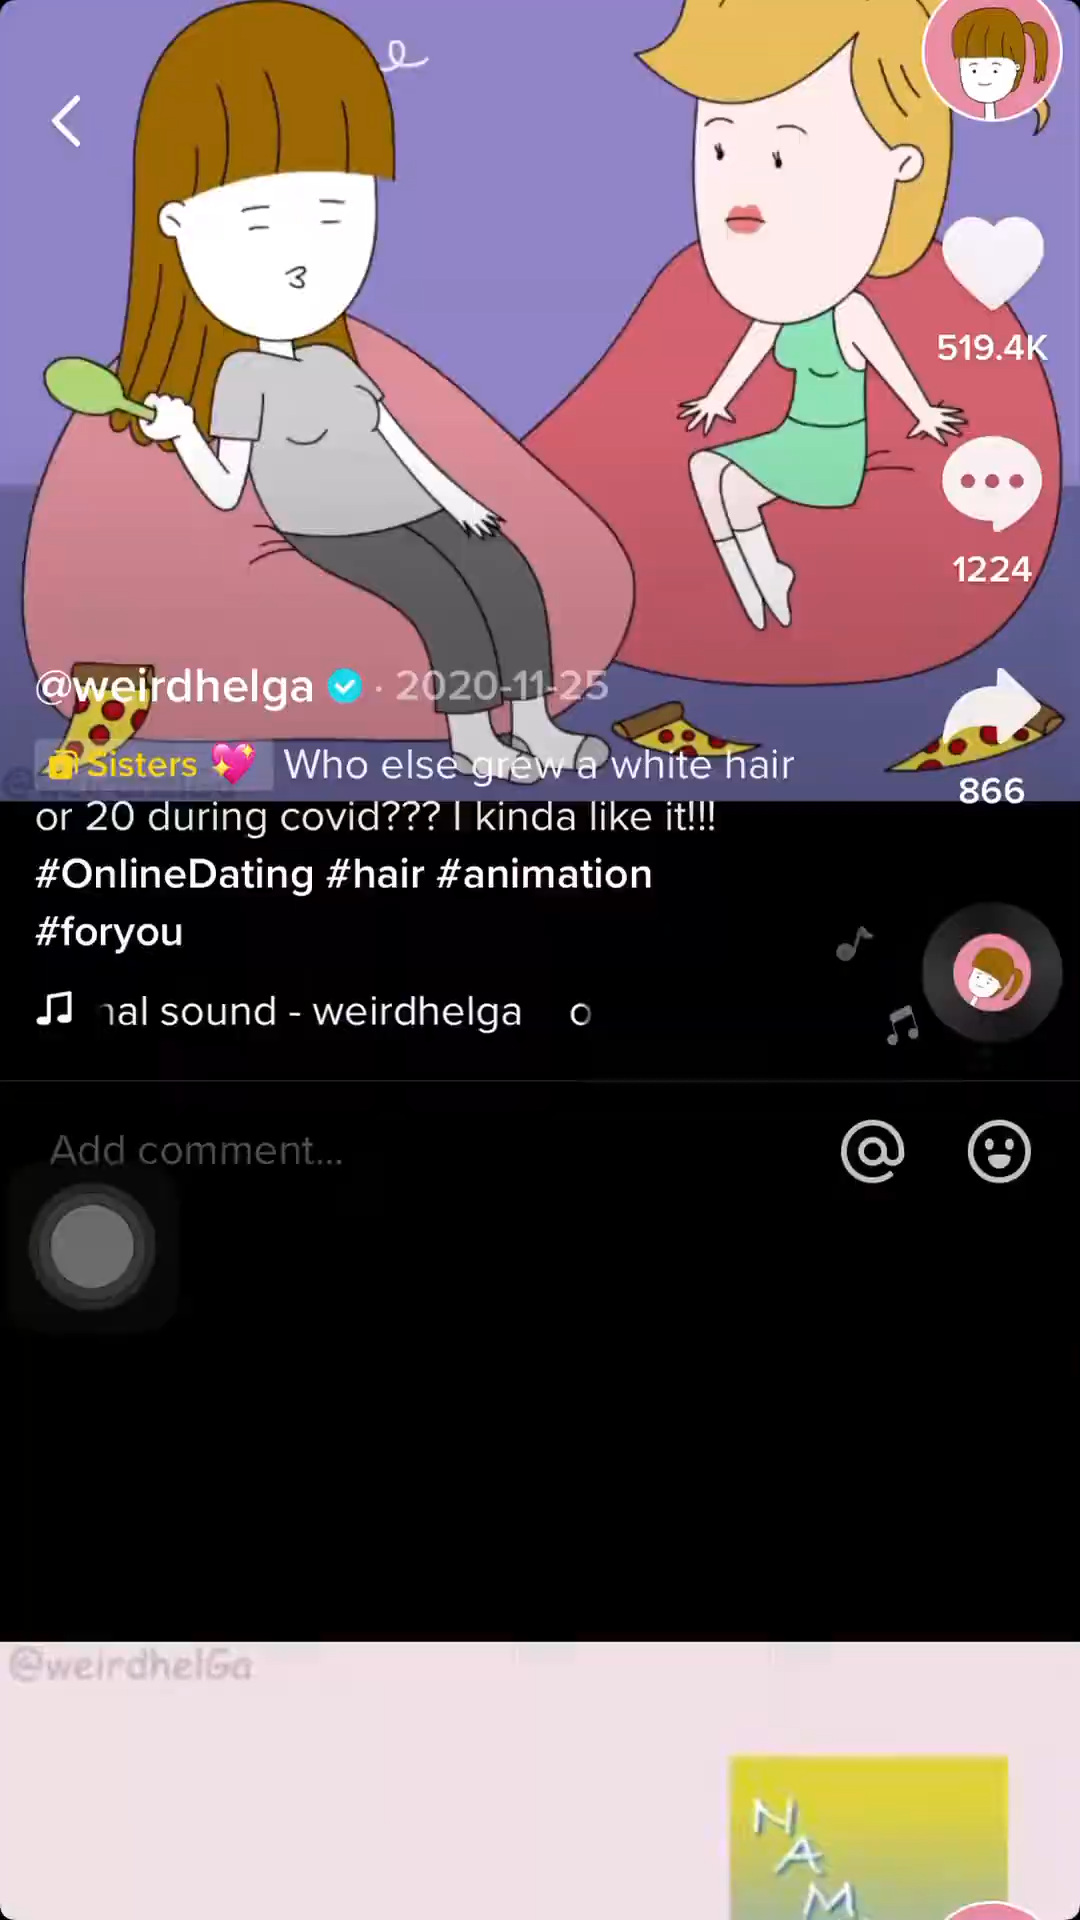 519.4K
1224
@weirdhelga · 2020-11-25
Sisters 💖 Who else grew a white hair
866
or 20 during covid??? I kinda like it!!!
#OnlineDating #hair #animation
#foryou
nal sound - weirdhelga o
Add comment...
@weirdhelGa
N
A
M